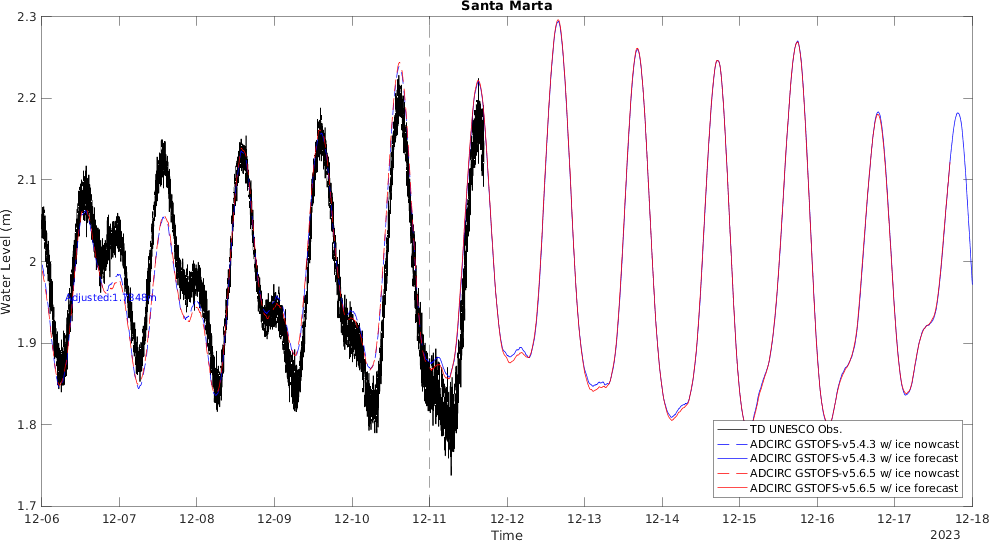 Santa Marta
2.3
2.2
2.1
2
1.9
1.8
1.7
Water Level (m)
TD UNESCO Obs.
ADCIRC GSTOFS-v5.4.3 w/ ice nowcast
ADCIRC GSTOFS-v5.4.3 w/ ice forecast
ADCIRC GSTOFS-v5.6.5 w/ ice nowcast
ADCIRC GSTOFS-v5.6.5 w/ ice forecast
12-06 12-07 12-08 12-09 12-10 12-11 12-12 12-13 12-14 12-15 12-16 12-17 12-18
Time
2023